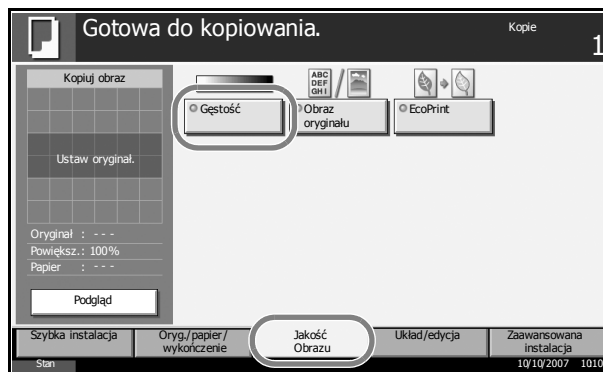 Gotowa do kopiowania.
Kopie
1
Kopiuj obraz
Ustaw oryginał.
Oryginał : - - -
Powiększ.: 100%
Papier : - - -
Podgląd
ABC
DEF
GHI
Gęstość
Obraz
oryginału
EcoPrint
Szybka instalacja
Oryg./papier/
wykończenie
Jakość
Obrazu
Układ/edycja
Zaawansowana
instalacja
Stan
10/10/2007 1010